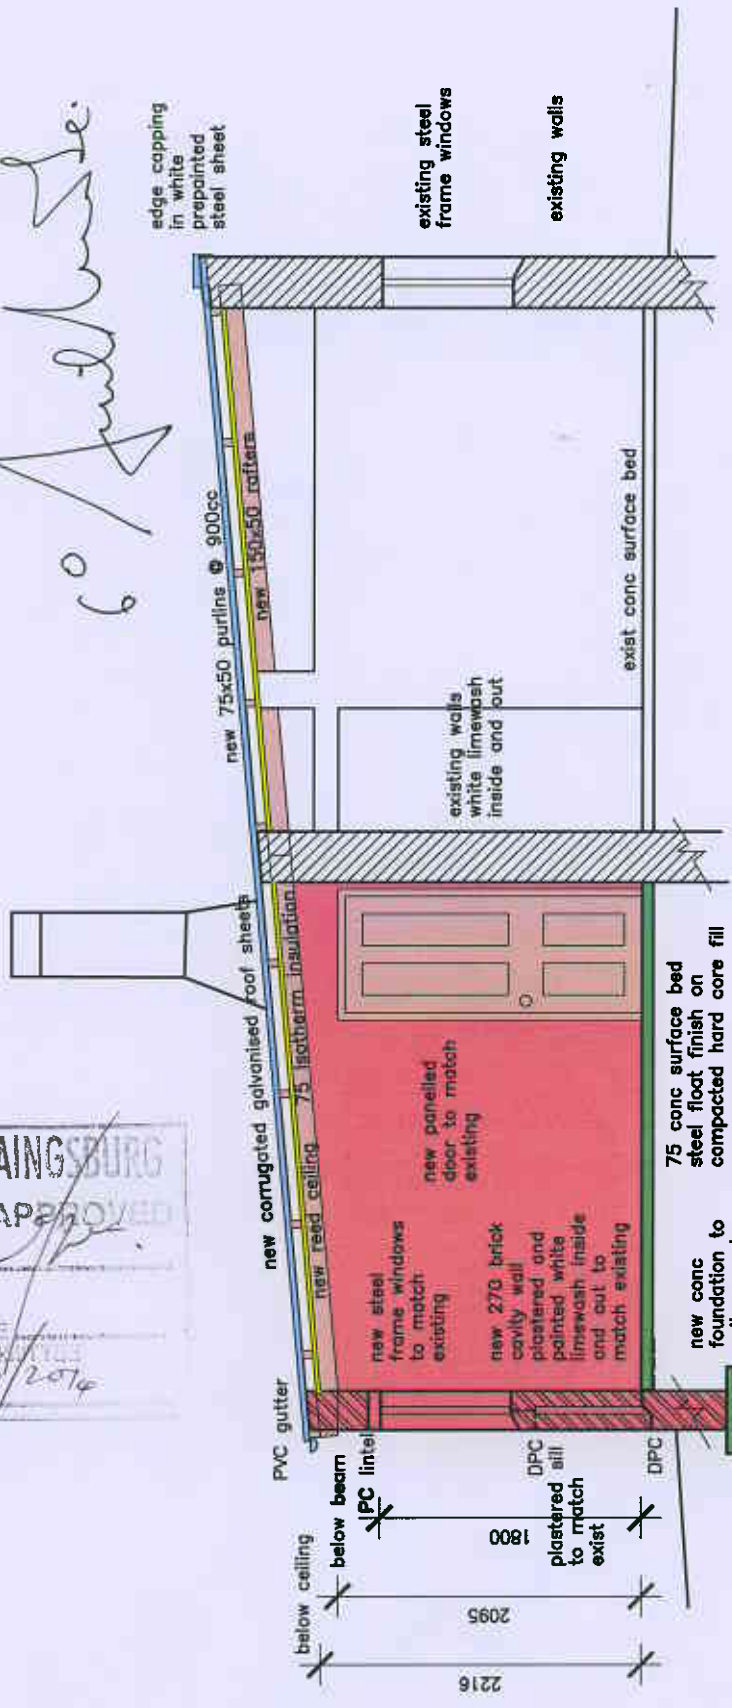 6°
edge capping
in white
prepainted
steel sheet
existing steel
frame windows
existing walls
new 75x50 purlins @ 900cc
new 150x50 rafters
existing walls
white limewash
inside and out
exist conc surface bed
AINGSBURG
APPROVED
new corrugated galvanised roof sheets
75 isotherm insulation
new reed ceiling
new panelled
door to match
existing
new steel
frame windows
to match
existing
new 270 brick
cavity wall
plastered and
painted white
limewash inside
and out to
match existing
75 conc surface bed
steel float finish on
compacted hard core fill
new conc
foundation to
PVC gutter
below ceiling
below beam
PC lintel
DPC
sill
plastered
to match
exist
DPC
1800
2095
2216